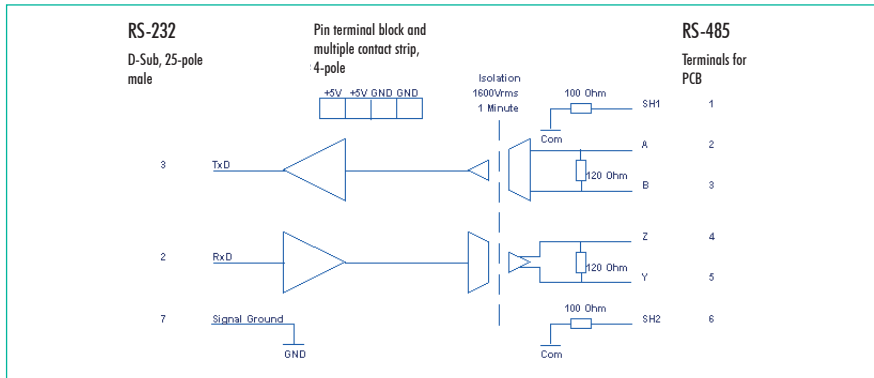 RS-232
D-Sub, 25-pole
male
Pin terminal block and
multiple contact strip,
4-pole
+5V +5V GND GND
Isolation
1600Vrms
1 Minute
RS-485
Terminals for
PCB
100 Ohm
SH1 1
Com
A 2
3 TxD
120 Ohm
B 3
Z 4
2 RxD
120 Ohm
Y 5
100 Ohm
7 Signal Ground
SH2 6
GND
Com